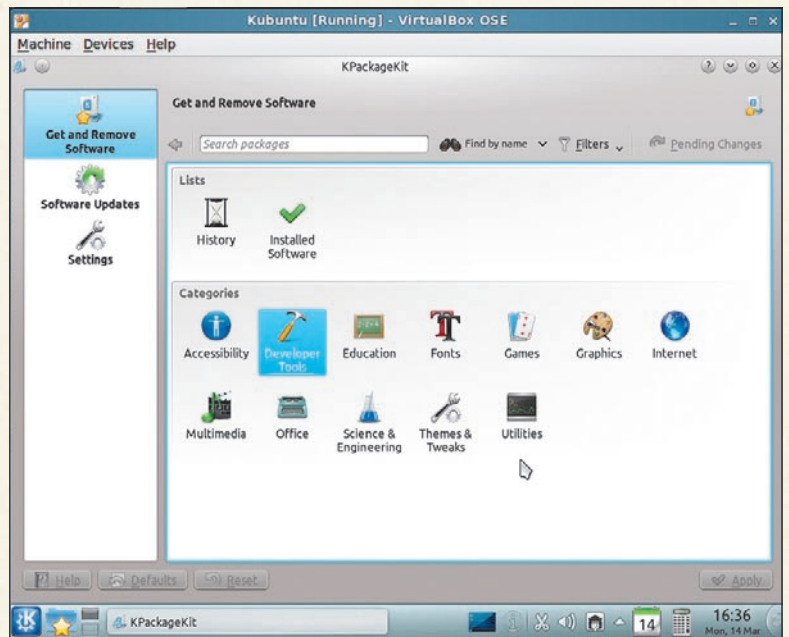 Kubuntu [Running] - VirtualBox OSE
Machine Devices Help
KPackageKit
Get and Remove Software
Software Updates
Settings
Get and Remove Software
Search packages
Find by name
Filters
Pending Changes
Lists
History
Installed Software
Categories
Accessibility
Developer Tools
Education
Fonts
Games
Graphics
Internet
Multimedia
Office
Science & Engineering
Themes & Tweaks
Utilities
Help
Defaults
Reset
Apply
KPackageKit
14
16:36
Mon, 14 Mar